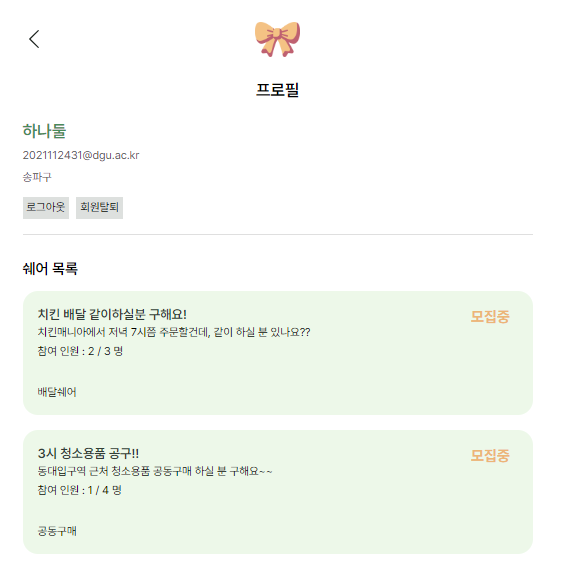 프로필
하나둘
2021112431@dgu.ac.kr
송파구
로그아웃 회원탈퇴
쉐어 목록
치킨 배달 같이하실분 구해요! 모집중
치킨매니아에서 저녁 7시쯤 주문할건데, 같이 하실 분 있나요??
참여 인원 : 2 / 3 명
배달쉐어
3시 청소용품 공구!! 모집중
동대입구역 근처 청소용품 공동구매 하실 분 구해요~~
참여 인원 : 1 / 4 명
공동구매